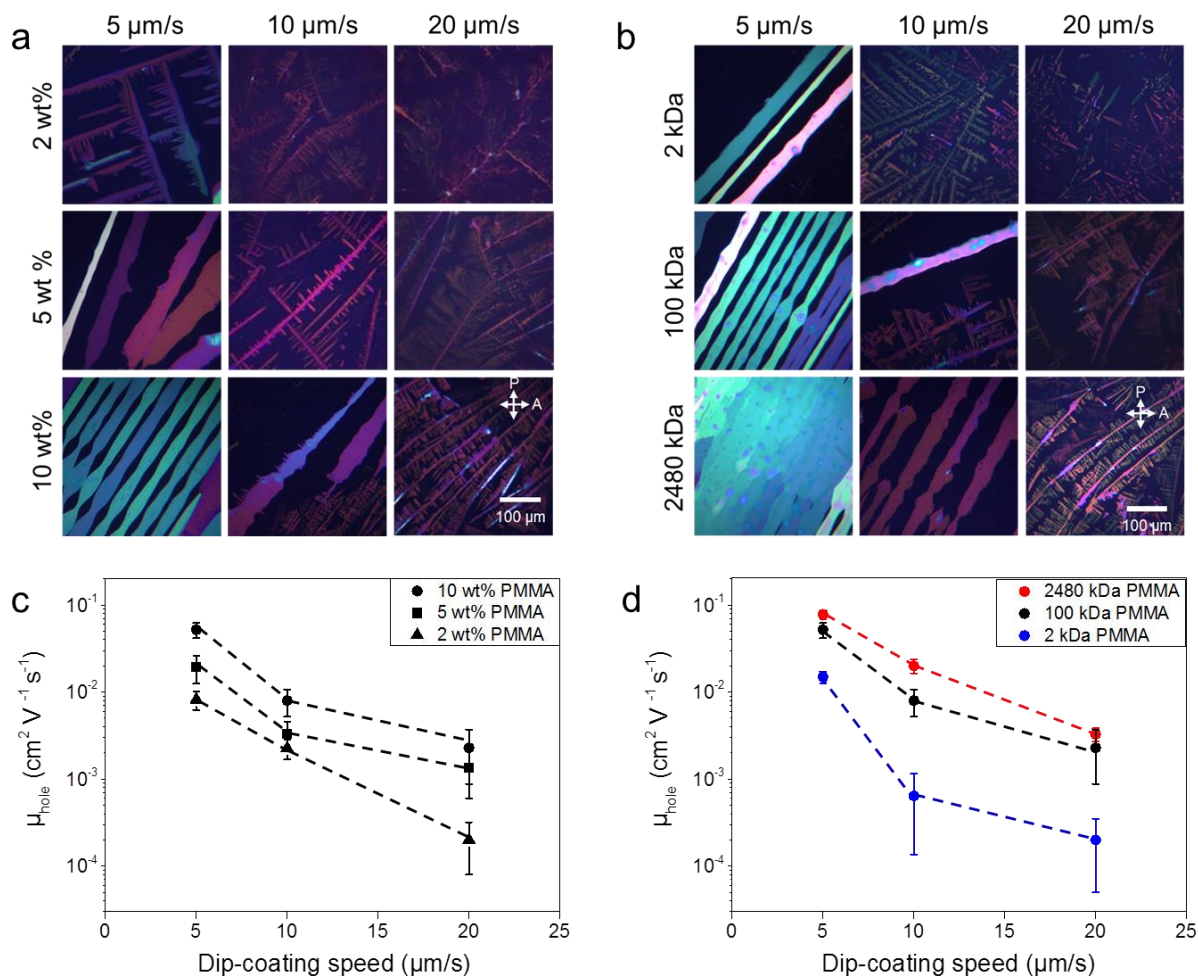 a
5 µm/s 10 µm/s 20 µm/s
2 wt%
5 wt %
10 wt%
P
A
100 µm
b
5 µm/s 10 µm/s 20 µm/s
2 kDa
100 kDa
2480 kDa
P
A
100 µm
c
10 wt% PMMA
5 wt% PMMA
2 wt% PMMA
10⁻¹
10⁻²
10⁻³
10⁻⁴
µhole (cm² V ⁻¹ s⁻¹)
0 5 10 15 20 25
Dip-coating speed (µm/s)
d
2480 kDa PMMA
100 kDa PMMA
2 kDa PMMA
10⁻¹
10⁻²
10⁻³
10⁻⁴
µhole (cm² V ⁻¹ s⁻¹)
0 5 10 15 20 25
Dip-coating speed (µm/s)